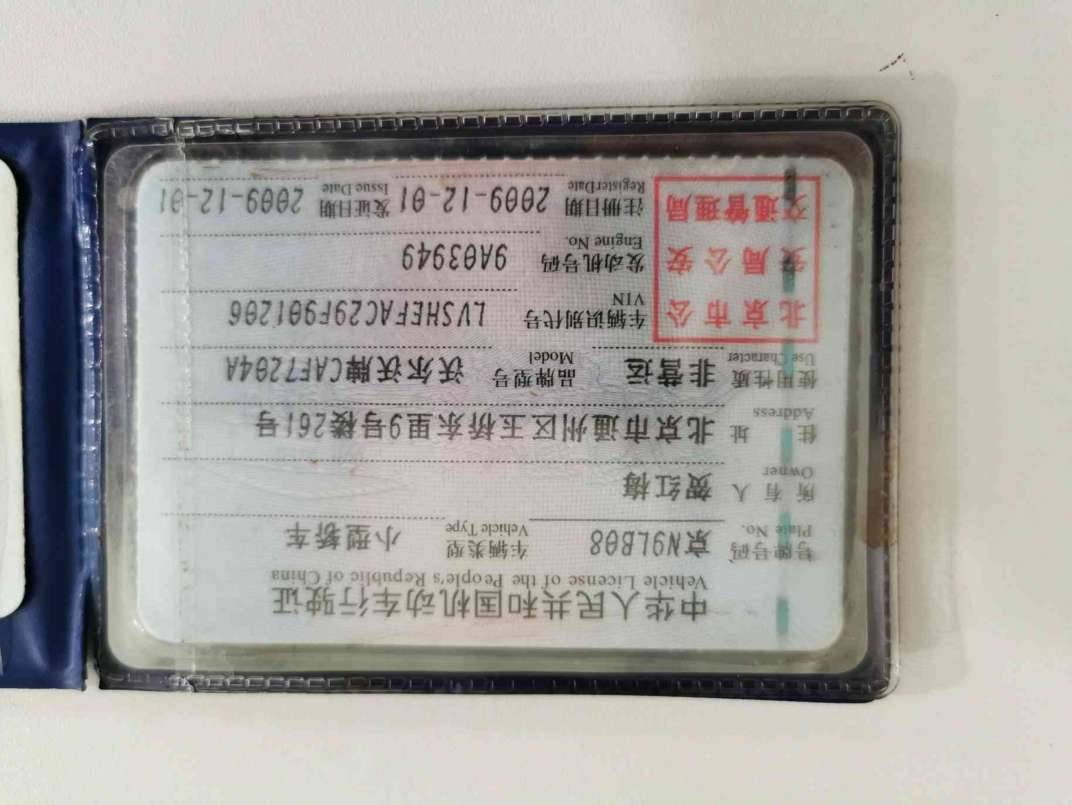 中华人民共和国机动车行驶证
Vehicle License of the People's Republic of China
号牌号码 京N9LB08 车辆类型 小型轿车
Plate No. Vehicle Type
所有人 贺红梅
Owner
住址 北京市通州区玉桥东里9号楼261号
Address
使用性质 非营运 品牌型号 沃尔沃牌CAF7204A
Use Character Model
北京市公安局公安交通管理局
车辆识别代号 LVSHEFAC29F901206
VIN
发动机号码 9A03949
Engine No.
注册日期 2009-12-01 发证日期 2009-12-01
RegisterDate Issue Date